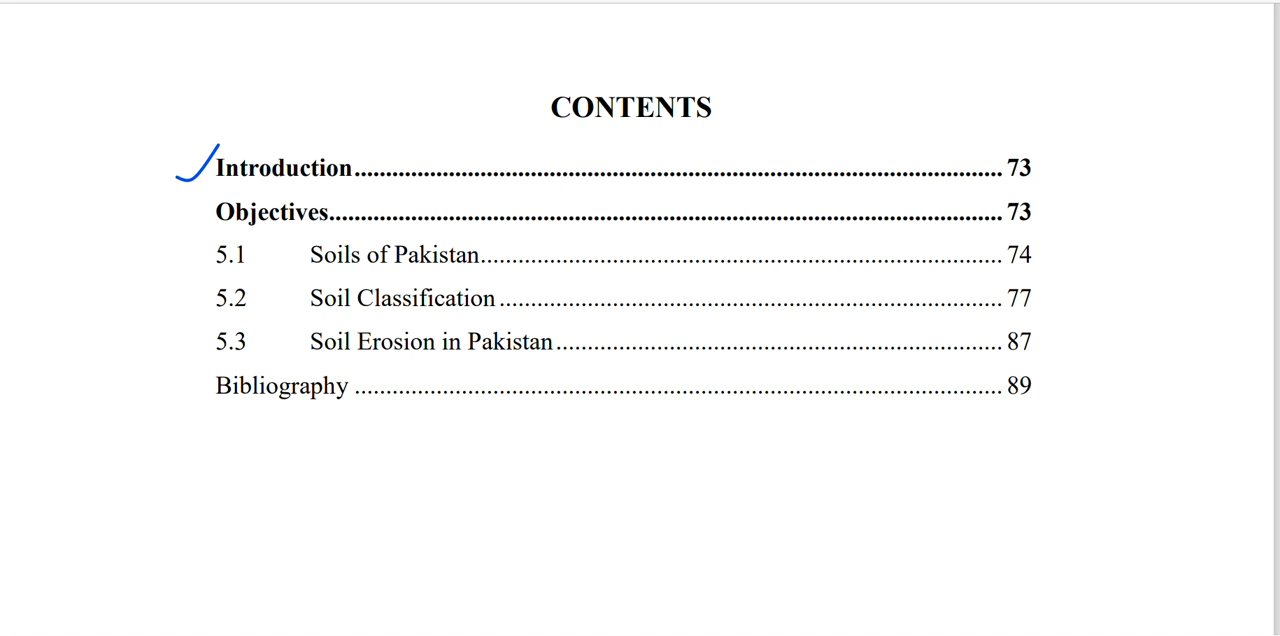 CONTENTS
Introduction.......................................................................................................... 73
Objectives.............................................................................................................. 73
5.1 Soils of Pakistan..................................................................................... 74
5.2 Soil Classification.................................................................................. 77
5.3 Soil Erosion in Pakistan........................................................................ 87
Bibliography ......................................................................................................... 89